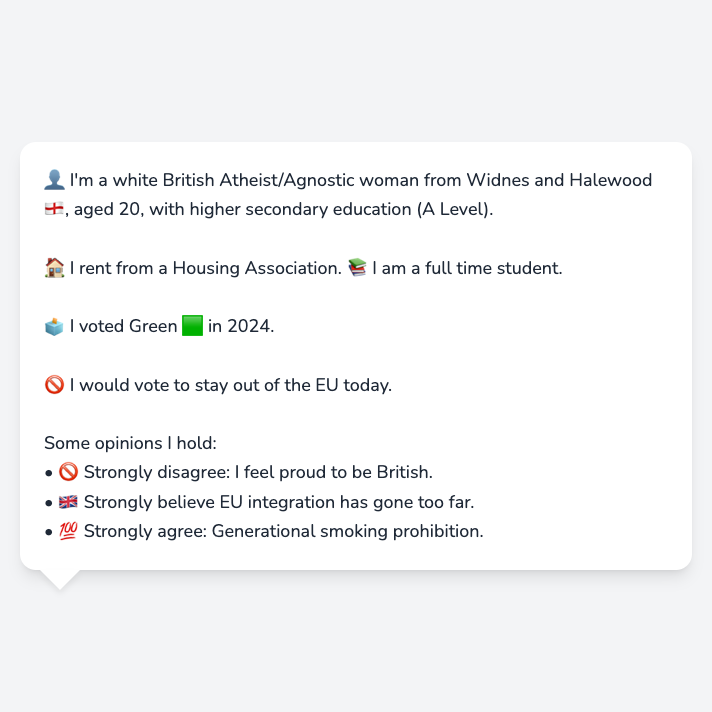 👤 I'm a white British Atheist/Agnostic woman from Widnes and Halewood
🏴󠁧󠁢󠁥󠁮󠁧󠁿, aged 20, with higher secondary education (A Level).
🏠 I rent from a Housing Association. 📚 I am a full time student.
🗳️ I voted Green 🟩 in 2024.
🚫 I would vote to stay out of the EU today.
Some opinions I hold:
• 🚫 Strongly disagree: I feel proud to be British.
• 🇬🇧 Strongly believe EU integration has gone too far.
• 💯 Strongly agree: Generational smoking prohibition.